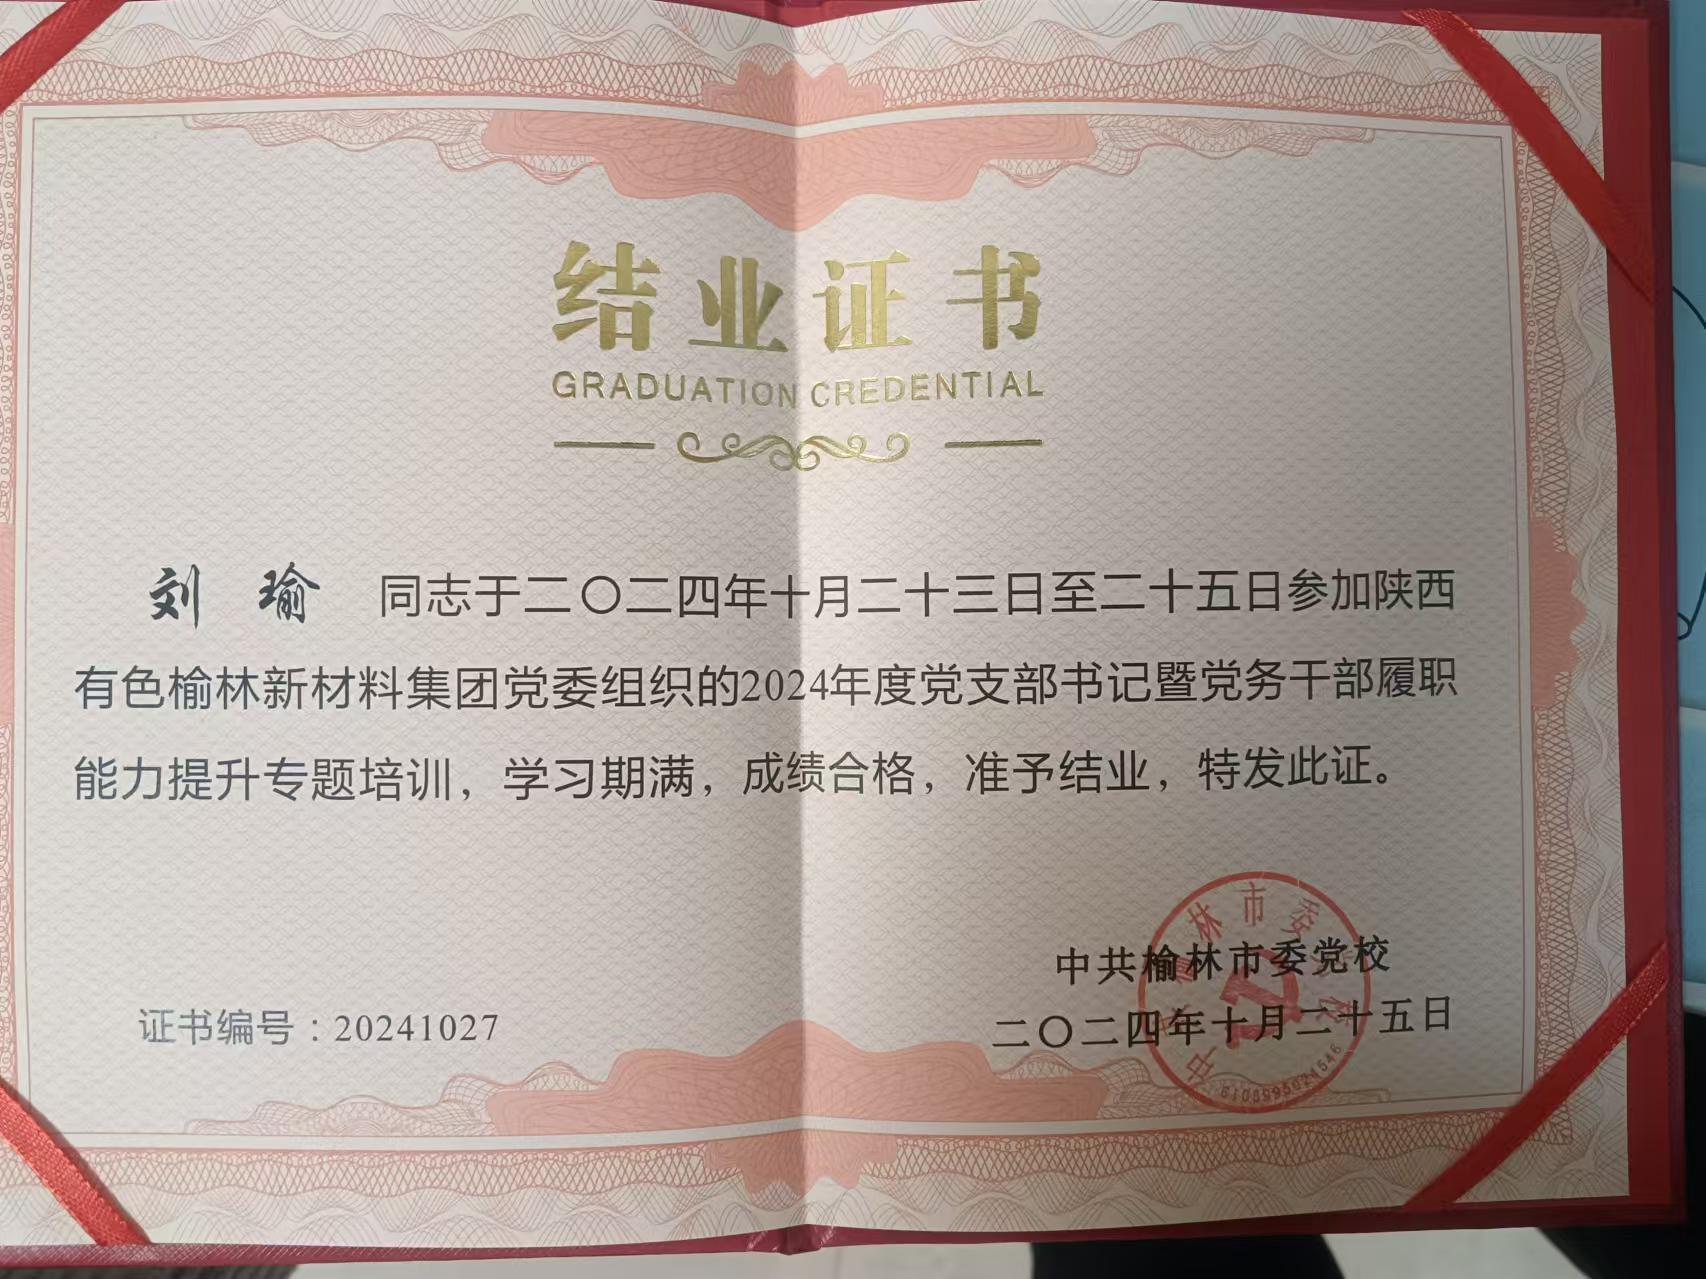 结业证书
GRADUATION CREDENTIAL
刘 瑜 同志于二〇二四年十月二十三日至二十五日参加陕西
有色榆林新材料集团党委组织的2024年度党支部书记暨党务干部履职
能力提升专题培训，学习期满，成绩合格，准予结业，特发此证。
中共榆林市委党校
二〇二四年十月二十五日
证书编号：20241027